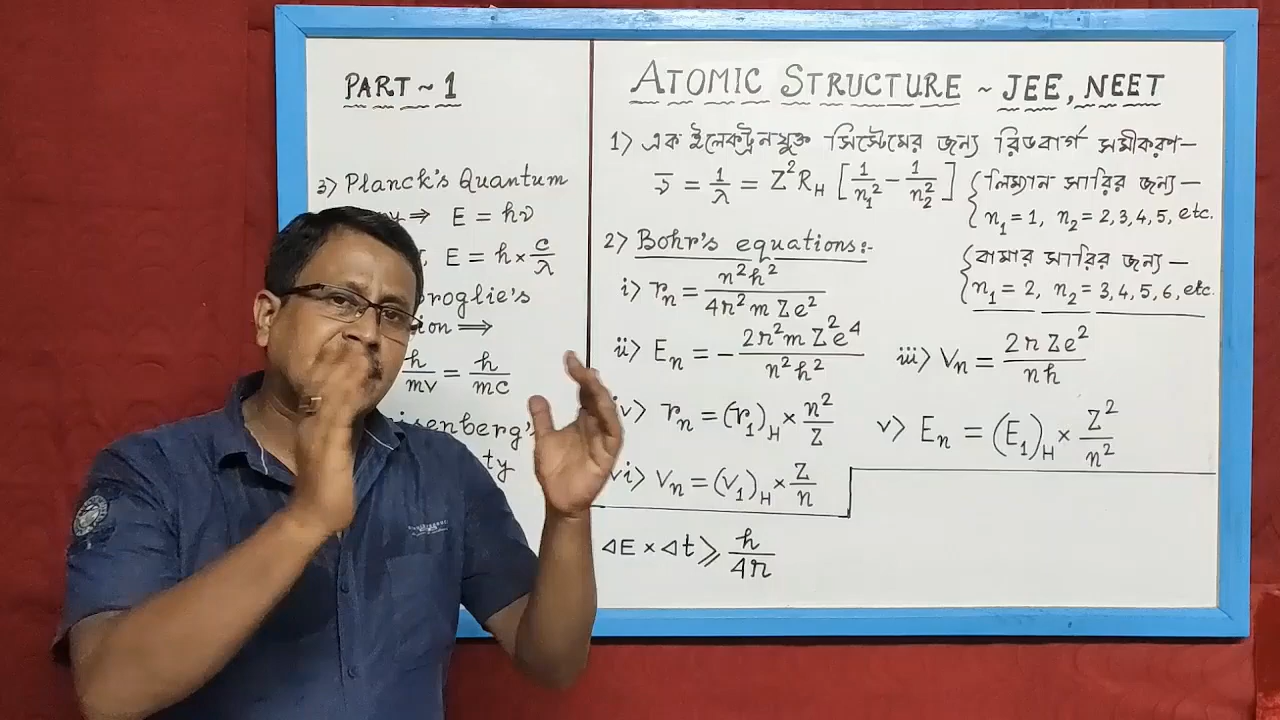 PART ~ 1
3> Planck's Quantum
⇒ E = hν
E = h × c/λ
broglie's
⇒
h/mv = h/mc
isenberg's
ty
ATOMIC STRUCTURE ~ JEE, NEET
1> এক ইলেকট্রনযুক্ত সিস্টেমের জন্য রিডবার্গ সমীকরণ—
ν̅ = 1/λ = Z²R_H [1/n₁² − 1/n₂²]
{লিম্যান সারির জন্য—
n₁ = 1, n₂ = 2, 3, 4, 5, etc.
{বামার সারির জন্য—
n₁ = 2, n₂ = 3, 4, 5, 6, etc.
2> Bohr's equations:-
i> r_n = n²h²/4π²mZe²
ii> E_n = − 2π²mZ²e⁴/n²h²
iii> V_n = 2πZe²/nh
iv> r_n = (r₁)_H × n²/Z
v> E_n = (E₁)_H × Z²/n²
vi> V_n = (V₁)_H × Z/n
ΔE × Δt ≥ h/4π